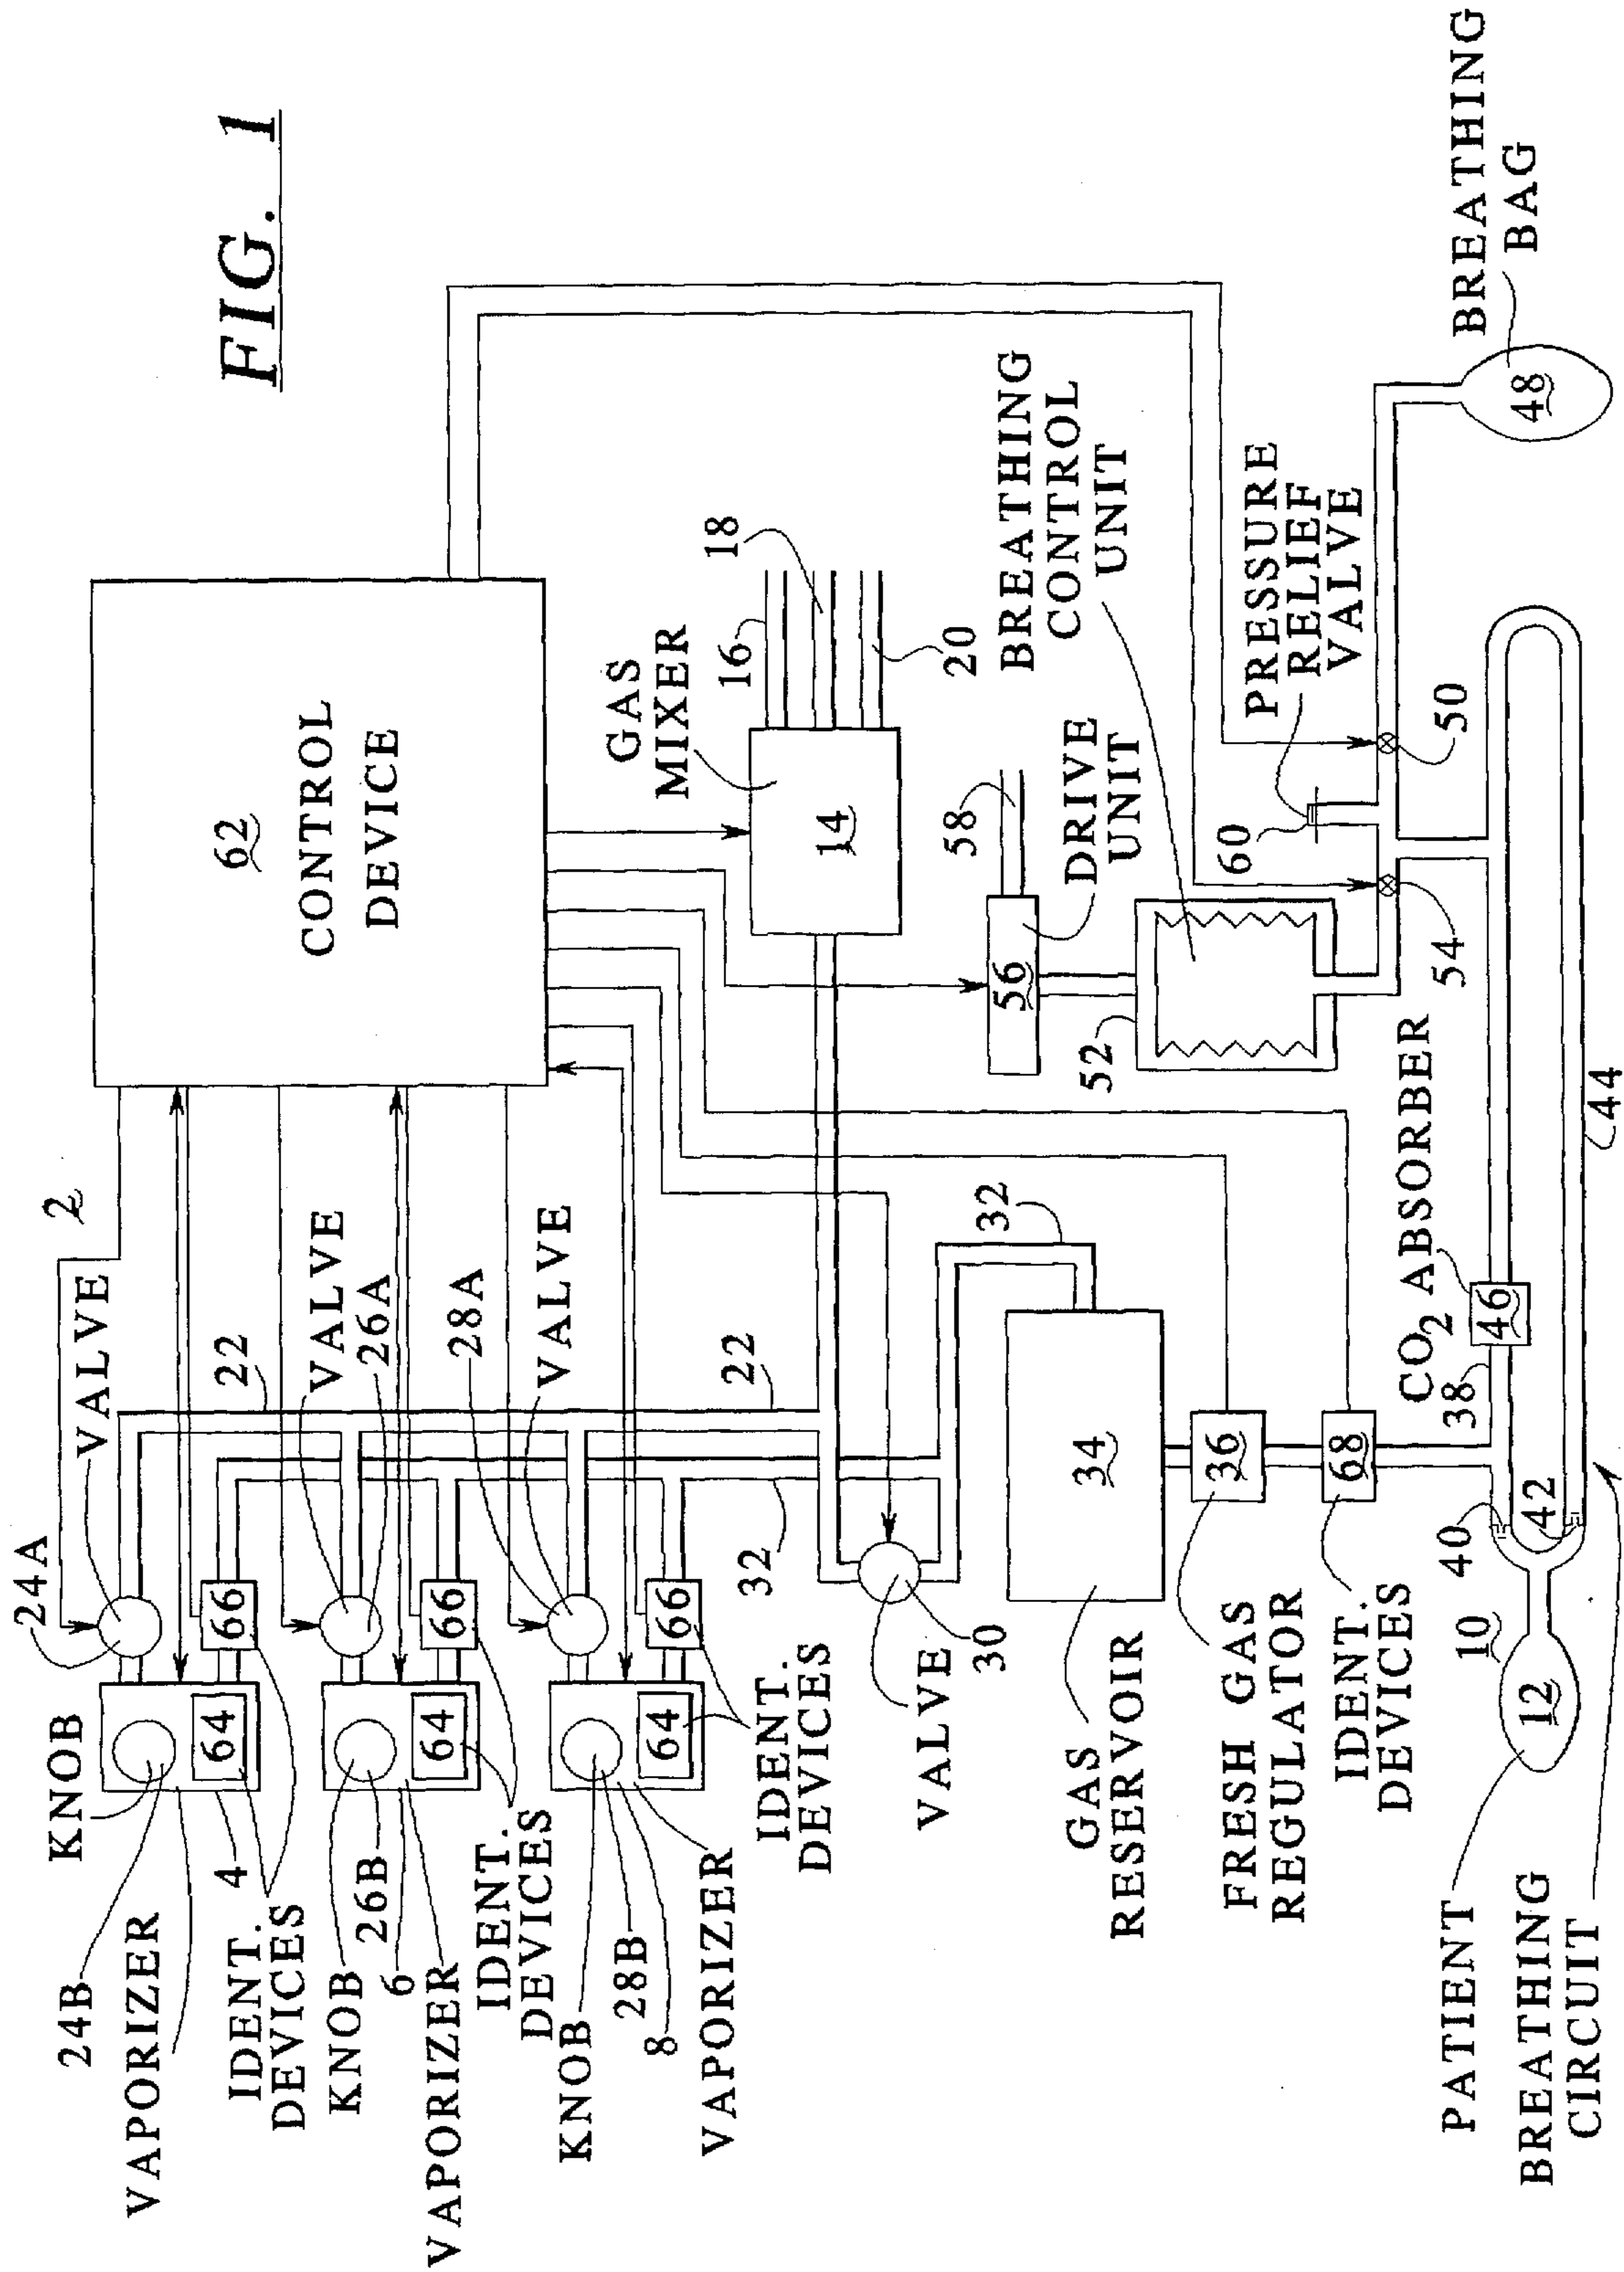 FIG. 1
2
24A
VALVE
KNOB
24B
VAPORIZER
4
IDENT.
DEVICES
64
66
22
VALVE
26A
KNOB
26B
6
VAPORIZER
64
66
IDENT.
DEVICES
28A
VALVE
KNOB
28B
8
VAPORIZER
64
66
IDENT.
DEVICES
22
32
62
CONTROL
DEVICE
GAS
MIXER
14
16
18
20
VALVE
30
32
GAS
RESERVOIR
34
FRESH GAS
REGULATOR
36
IDENT.
DEVICES
68
58
DRIVE
UNIT
56
52
BREATHING
CONTROL
UNIT
PRESSURE
RELIEF
VALVE
60
54
50
BREATHING
BAG
48
CO2 ABSORBER
46
38
44
40
42
10
12
PATIENT
BREATHING
CIRCUIT